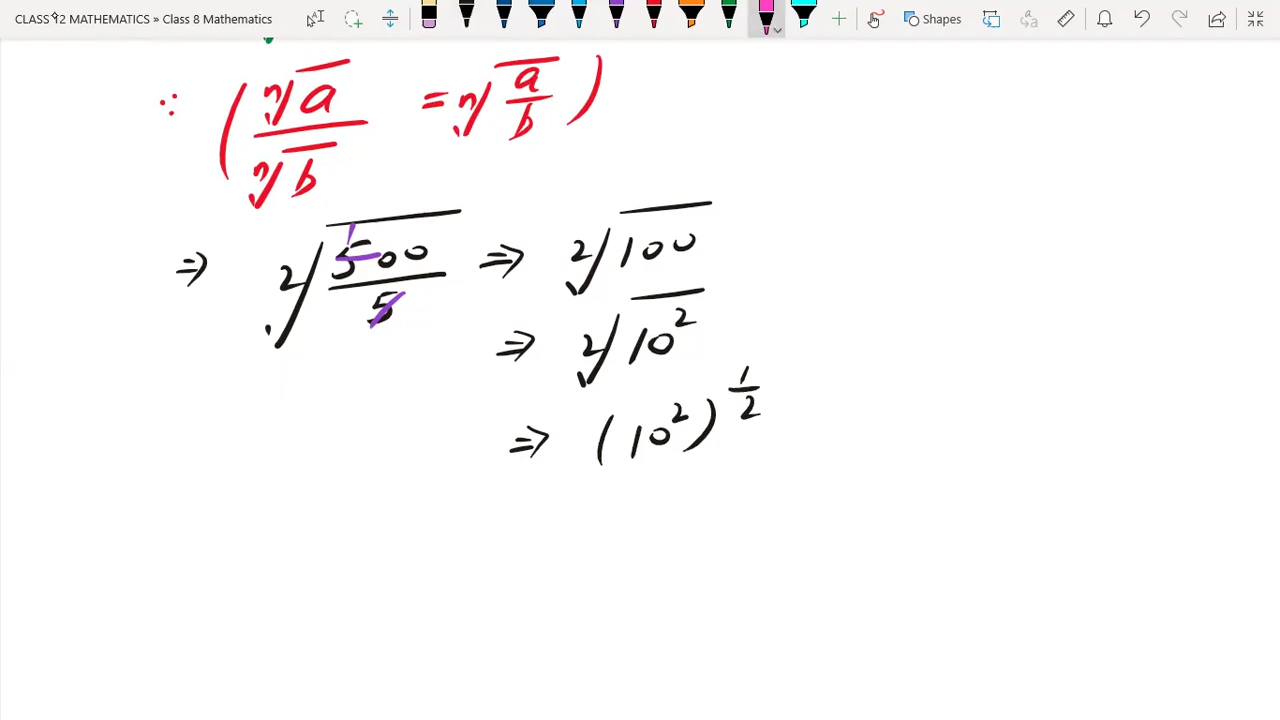 CLASS 12 MATHEMATICS » Class 8 Mathematics
Shapes
∵ (ⁿ√a / ⁿ√b = ⁿ√(a/b))
⇒ ²√(500/5) ⇒ ²√100
⇒ ²√10²
⇒ (10²)^(1/2)